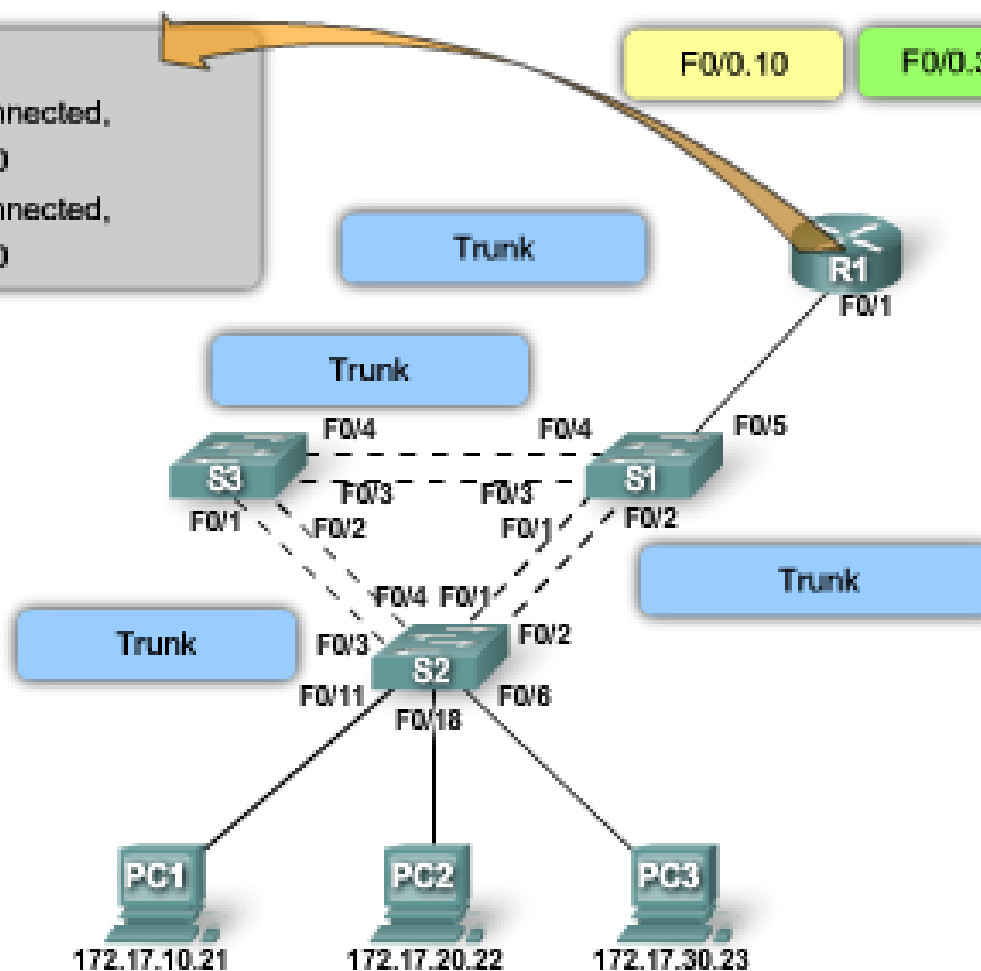 F0/0.10
F0/0.3
nnected,
0
nnected,
0
Trunk
R1
F0/1
Trunk
F0/4
F0/4
F0/5
S3
S1
F0/3
F0/3
F0/1
F0/2
F0/1
F0/2
Trunk
F0/4
F0/1
Trunk
F0/3
F0/2
S2
F0/11
F0/6
F0/18
PC1
PC2
PC3
172.17.10.21
172.17.20.22
172.17.30.23